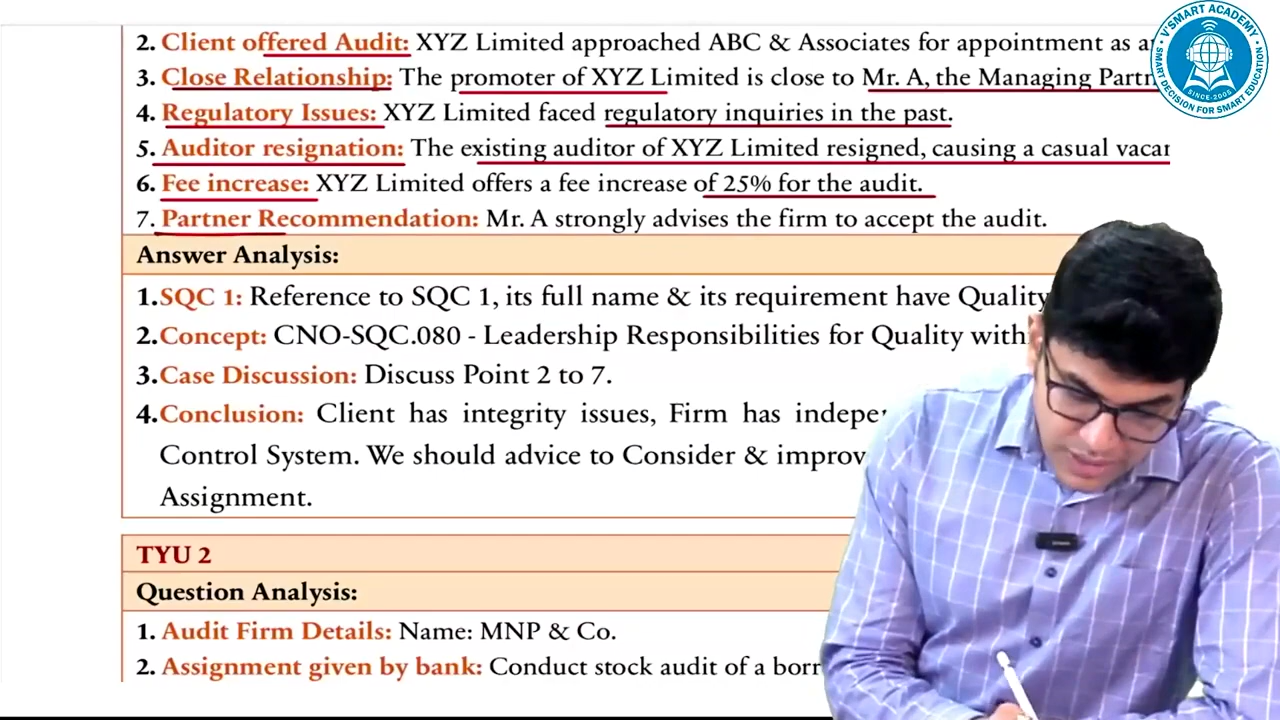 2. Client offered Audit: XYZ Limited approached ABC & Associates for appointment as
3. Close Relationship: The promoter of XYZ Limited is close to Mr. A, the Managing
4. Regulatory Issues: XYZ Limited faced regulatory inquiries in the past.
5. Auditor resignation: The existing auditor of XYZ Limited resigned, causing a casual
6. Fee increase: XYZ Limited offers a fee increase of 25% for the audit.
7. Partner Recommendation: Mr. A strongly advises the firm to accept the audit.
Answer Analysis:
1.SQC 1: Reference to SQC 1, its full name & its requirement have Quality
2.Concept: CNO-SQC.080 - Leadership Responsibilities for Quality
3.Case Discussion: Discuss Point 2 to 7.
4.Conclusion: Client has integrity issues, Firm has
Control System. We should advice to Consider &
Assignment.
TYU 2
Question Analysis:
1. Audit Firm Details: Name: MNP & Co.
2. Assignment given by bank: Conduct stock audit of a
V'SMART ACADEMY
SINCE-2005
SMART DECISION FOR SMART EDUCATION